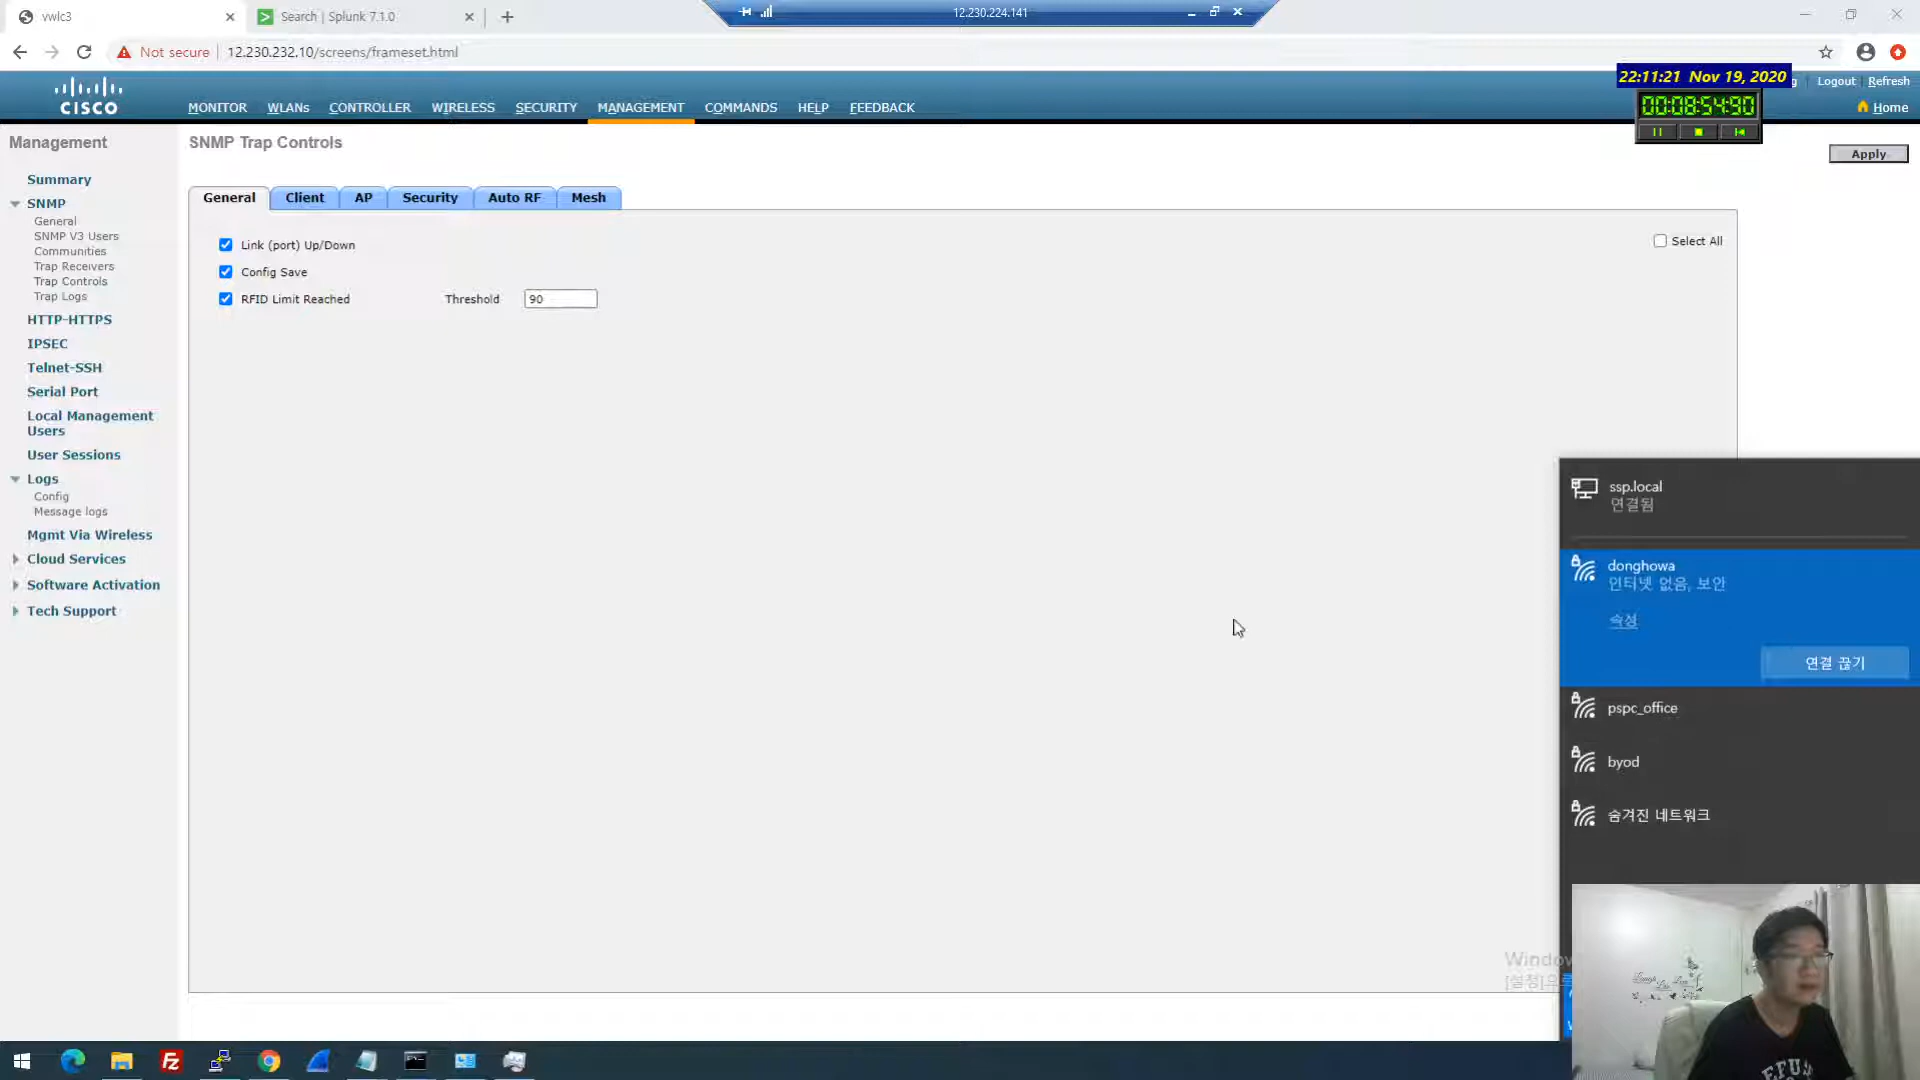 vwlc3
Search | Splunk 7.1.0
12.230.224.141
Not secure
12.230.232.10/screens/frameset.html
22:11:21 Nov 19, 2020
00:08:54:90
CISCO
MONITOR
WLANs
CONTROLLER
WIRELESS
SECURITY
MANAGEMENT
COMMANDS
HELP
FEEDBACK
Logout
Refresh
Home
Management
SNMP Trap Controls
Apply
Summary
SNMP
General
SNMP V3 Users
Communities
Trap Receivers
Trap Controls
Trap Logs
HTTP-HTTPS
IPSEC
Telnet-SSH
Serial Port
Local Management
Users
User Sessions
Logs
Config
Message logs
Mgmt Via Wireless
Cloud Services
Software Activation
Tech Support
General
Client
AP
Security
Auto RF
Mesh
Link (port) Up/Down
Select All
Config Save
RFID Limit Reached
Threshold
90
ssp.local
연결됨
donghowa
인터넷 없음, 보안
속성
연결 끊기
pspc_office
byod
숨겨진 네트워크